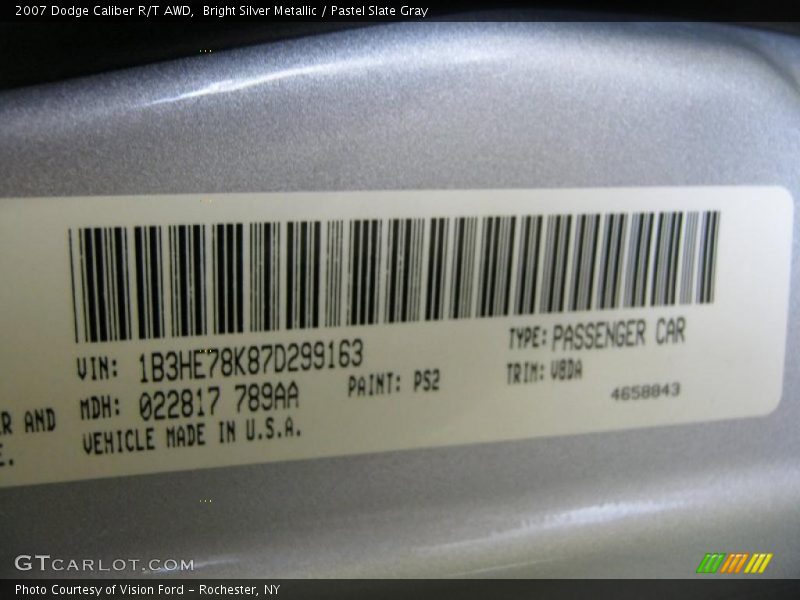 2007 Dodge Caliber R/T AWD, Bright Silver Metallic / Pastel Slate Gray
VIN: 1B3HE78K87D299163
TYPE: PASSENGER CAR
R AND MDH: 022817 789AA
PAINT: PS2
TRIM: V8DA
E. VEHICLE MADE IN U.S.A.
4658843
GTCARLOT.COM
Photo Courtesy of Vision Ford - Rochester, NY